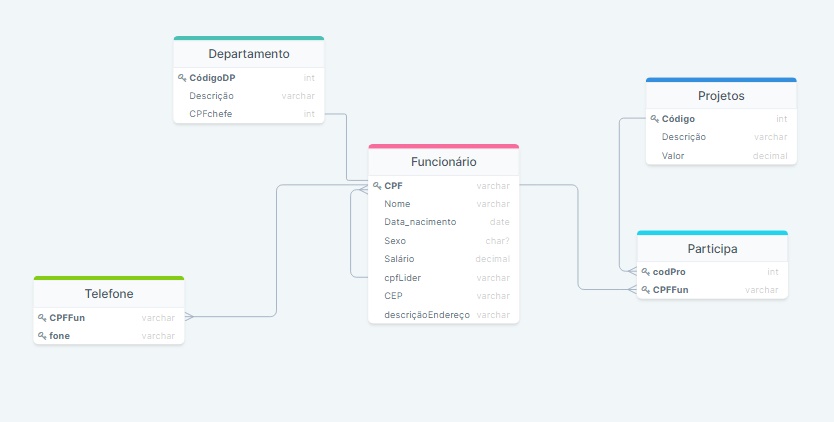 Departamento
CódigoDP int
Descrição varchar
CPFchefe int
Projetos
Código int
Descrição varchar
Valor decimal
Funcionário
CPF varchar
Nome varchar
Data_nacimento date
Sexo char?
Salário decimal
cpfLider varchar
CEP varchar
descriçãoEndereço varchar
Participa
codPro int
CPFFun varchar
Telefone
CPFFun varchar
fone varchar